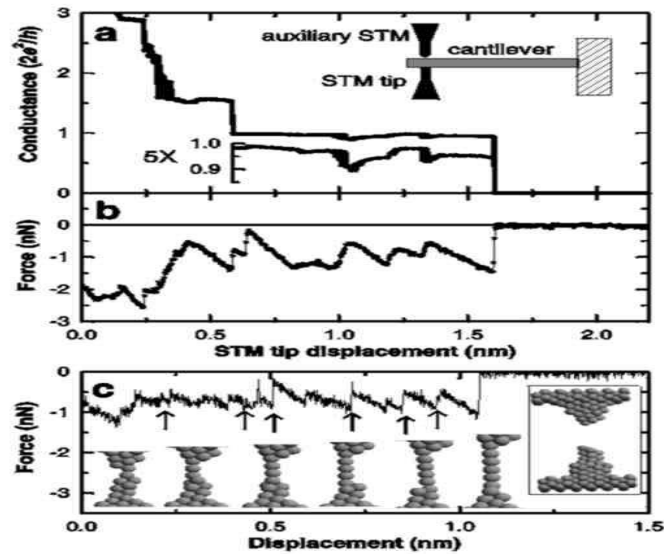 a
auxiliary STM
cantilever
STM tip
5X
1.0
0.9
Conductance (2e²/h)
3
2
1
0
b
Force (nN)
0
-1
-2
-3
0.0 0.5 1.0 1.5 2.0
STM tip displacement (nm)
c
Force (nN)
0
-1
-2
-3
0.0 0.5 1.0 1.5
Displacement (nm)